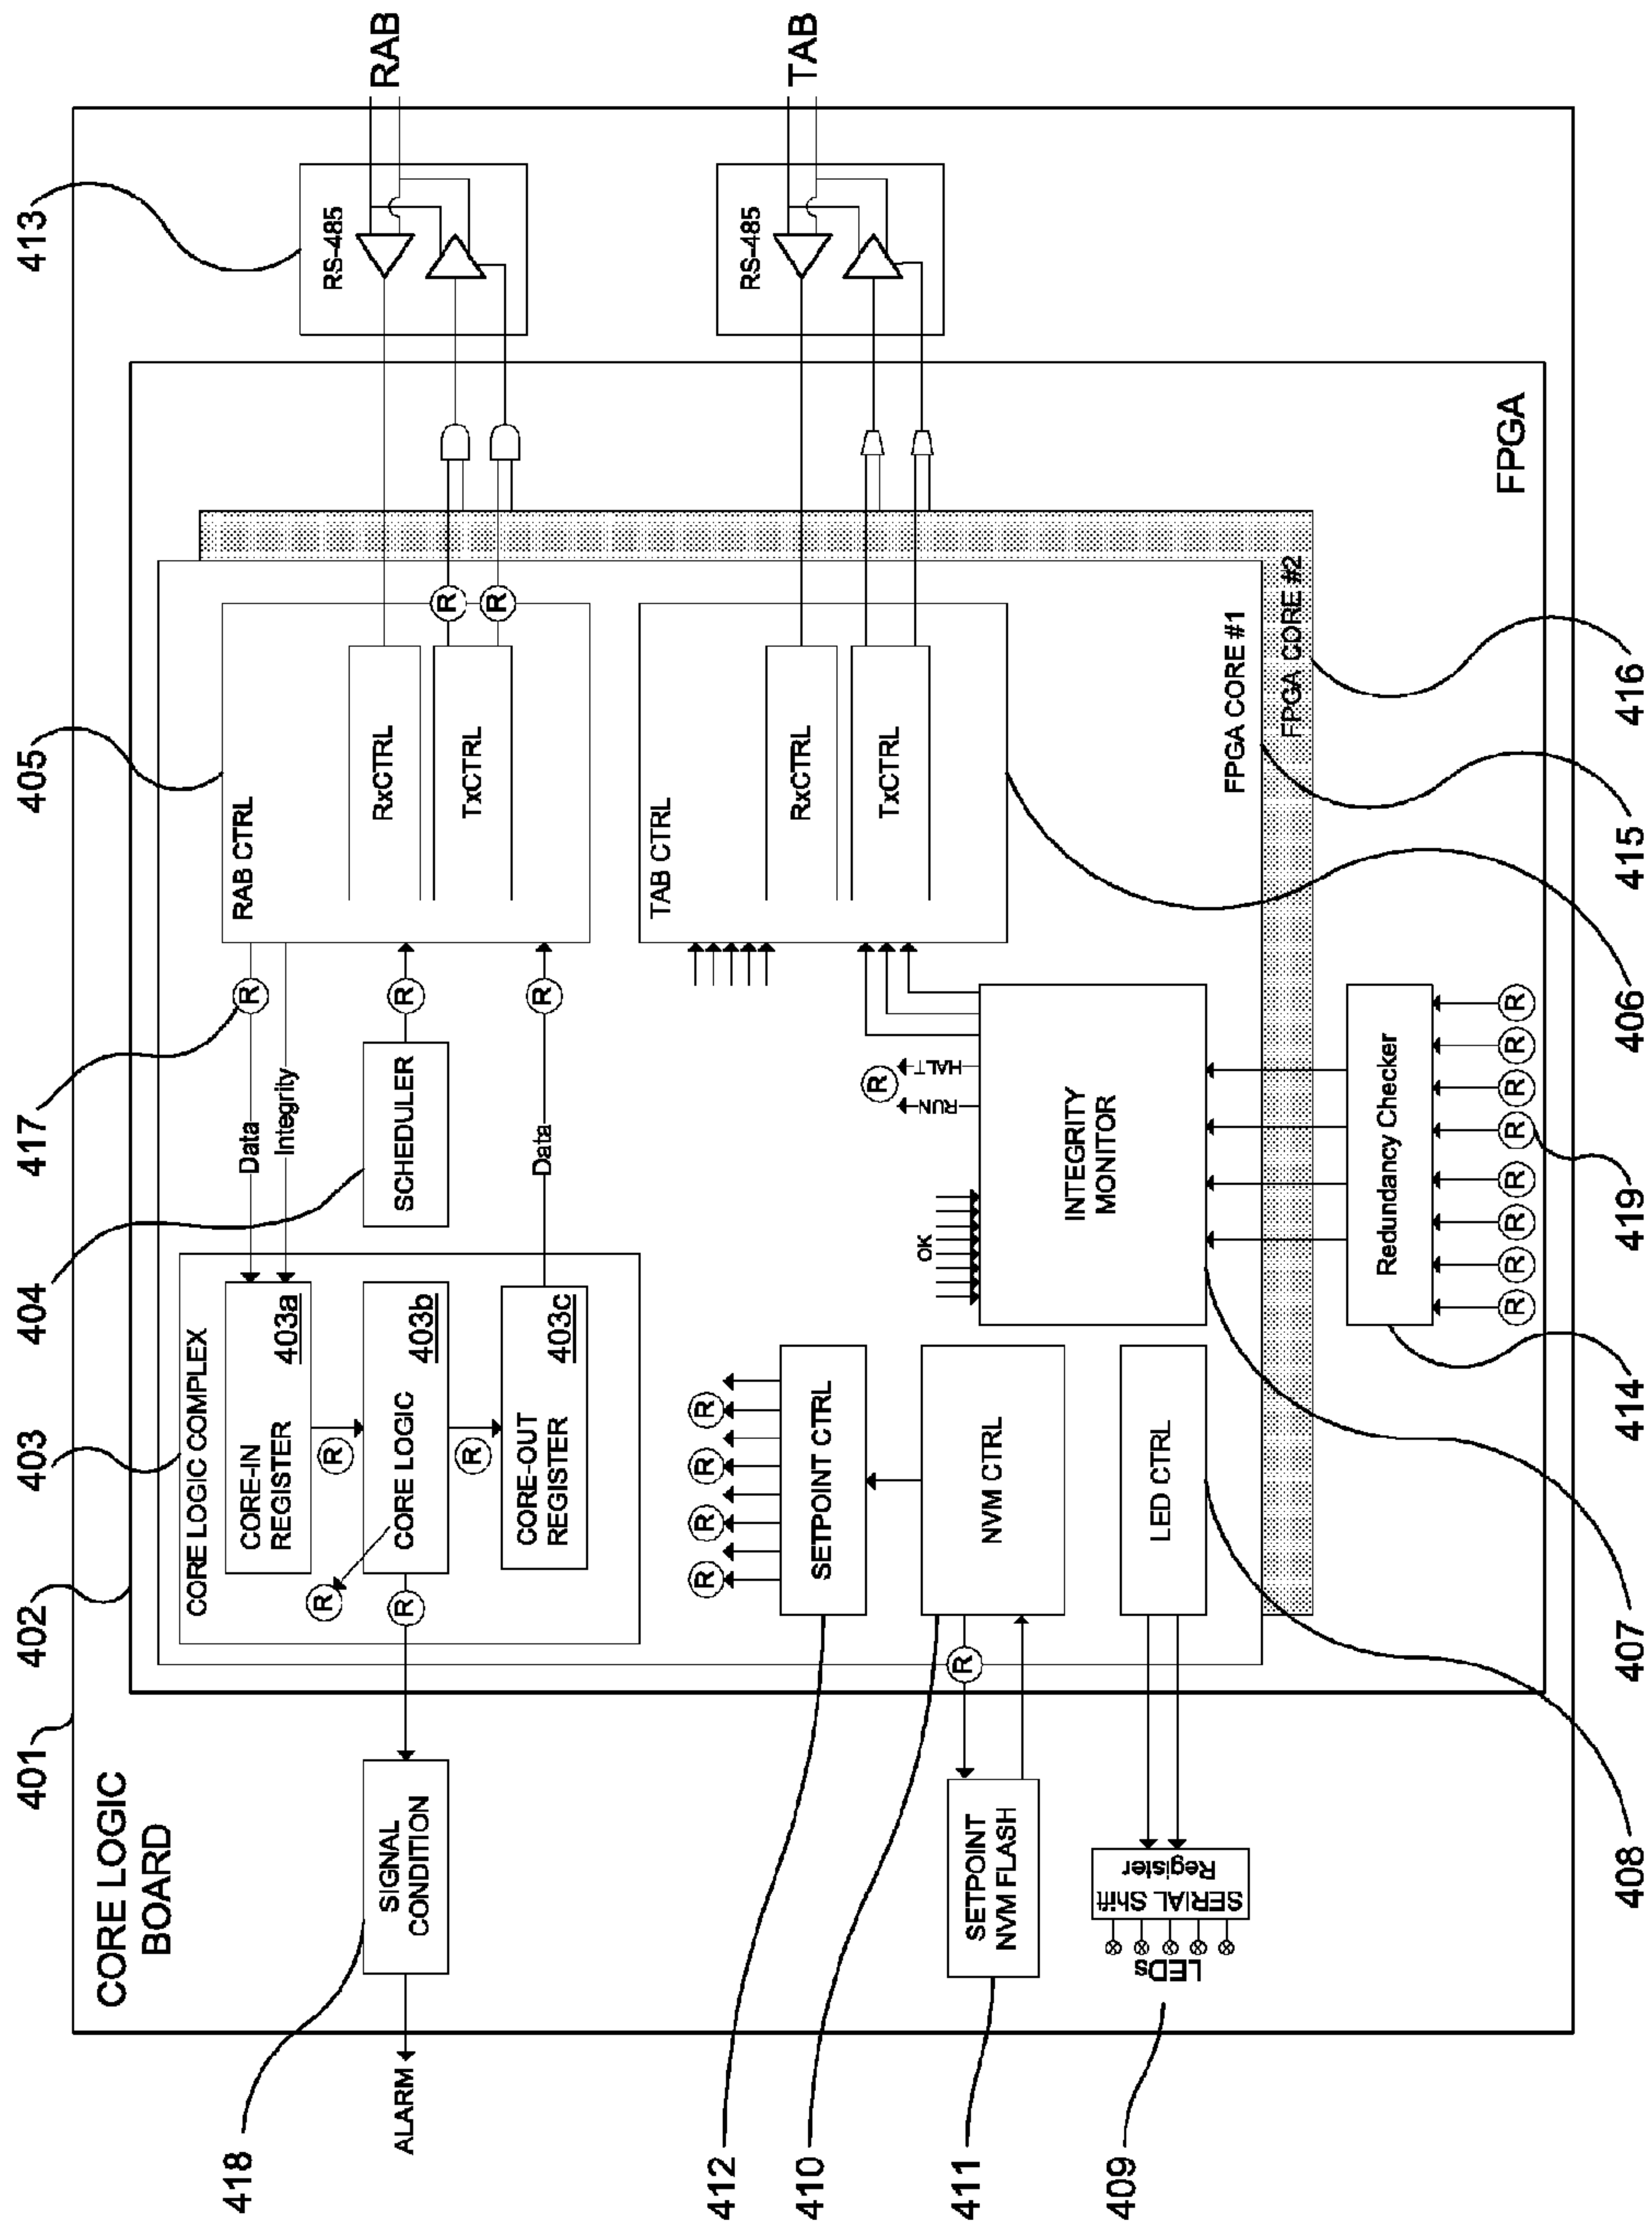 CORE LOGIC
BOARD
401
402
403
404
417
405
413
418
SIGNAL
CONDITION
ALARM
CORE LOGIC COMPLEX
CORE-IN
REGISTER
403a
R
R
R
CORE LOGIC
403b
R
R
CORE-OUT
REGISTER
403c
Data
R
Integrity
SCHEDULER
R
Data
R
RAB CTRL
RxCTRL
TxCTRL
R
R
RS-485
RAB
SETPOINT CTRL
R
R
R
R
NVM CTRL
R
SETPOINT
NVM FLASH
LED CTRL
SERIAL Shift
Register
LEDs
OK
INTEGRITY
MONITOR
RUN
HALT
R
TAB CTRL
RxCTRL
TxCTRL
RS-485
TAB
FPGA CORE #1
FPGA CORE #2
FPGA
Redundancy Checker
R
R
R
R
R
R
R
R
412
410
411
409
408
407
414
419
406
415
416